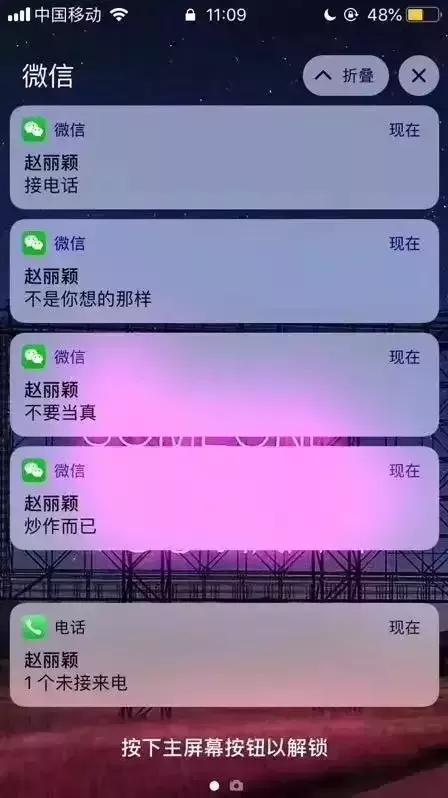 中国移动
11:09
48%
微信
折叠
微信
现在
赵丽颖
接电话
微信
现在
赵丽颖
不是你想的那样
微信
现在
赵丽颖
不要当真
微信
现在
赵丽颖
炒作而已
电话
现在
赵丽颖
1个未接来电
按下主屏幕按钮以解锁